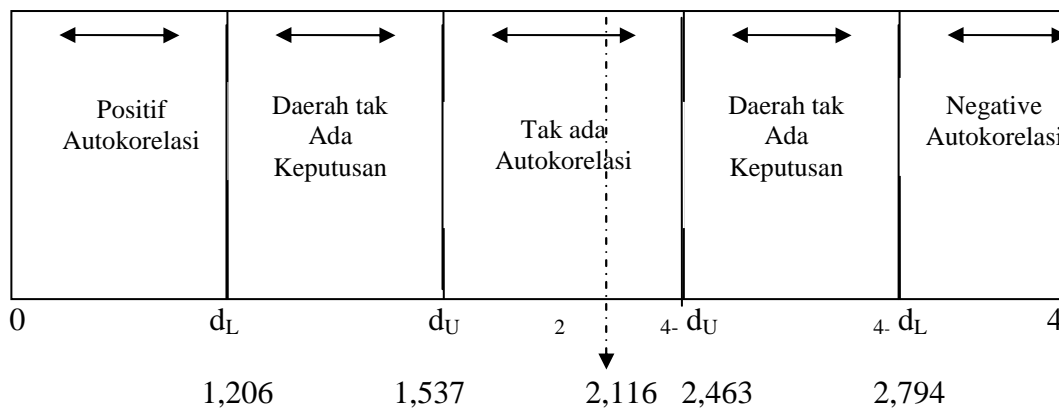 Positif
Autokorelasi
Daerah tak
Ada
Keputusan
Tak ada
Autokorelasi
Daerah tak
Ada
Keputusan
Negative
Autokorelasi
0 dL dU 2 4- dU 4- dL 4
1,206 1,537 2,116 2,463 2,794